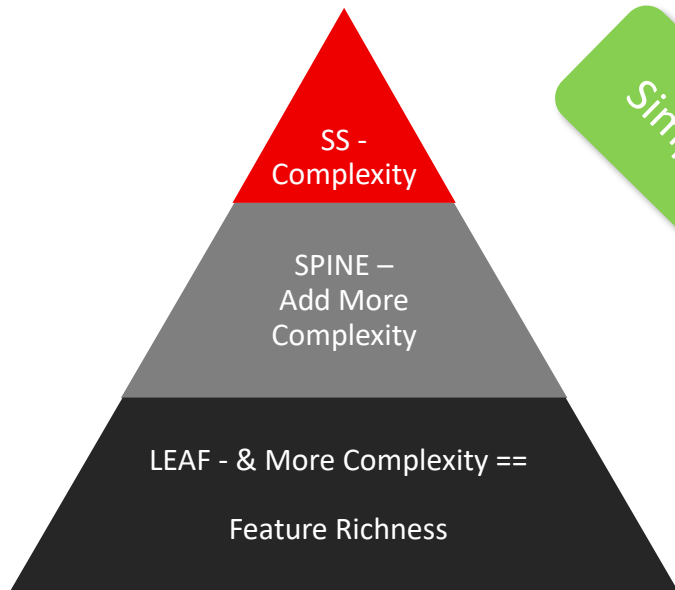 SS -
Complexity
SPINE –
Add More
Complexity
LEAF - & More Complexity ==
Feature Richness